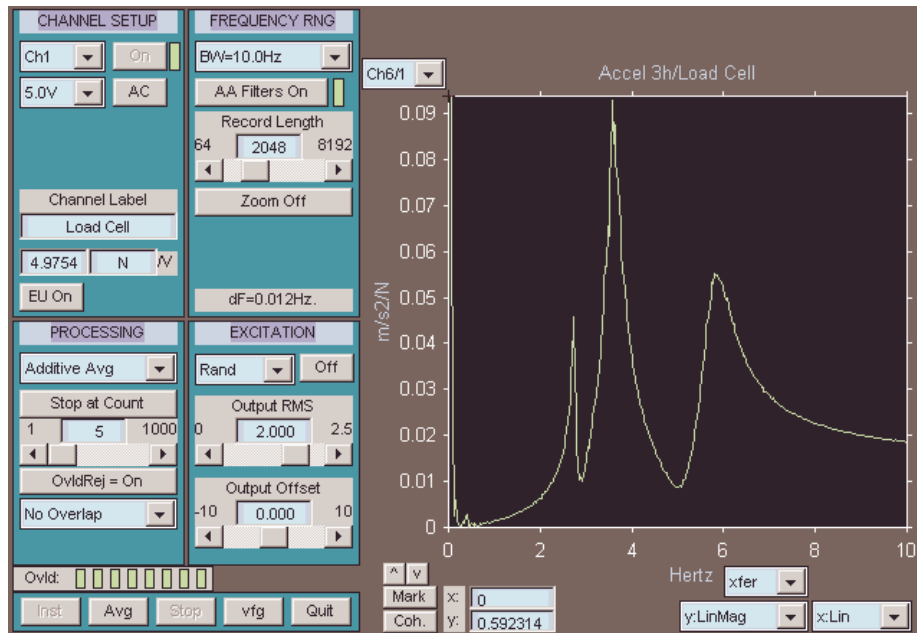 CHANNEL SETUP
Ch1
On
5.0V
AC
Channel Label
Load Cell
4.9754
N
/V
EU On
FREQUENCY RNG
BW=10.0Hz
AA Filters On
Record Length
64
2048
8192
Zoom Off
dF=0.012Hz.
PROCESSING
Additive Avg
Stop at Count
1
5
1000
OvldRej = On
No Overlap
EXCITATION
Rand
Off
Output RMS
0
2.000
2.5
Output Offset
-10
0.000
10
Ovld:
Inst
Avg
Stop
vfg
Quit
Ch6/1
Accel 3h/Load Cell
0.09
0.08
0.07
0.06
0.05
0.04
0.03
0.02
0.01
0
m/s2/N
0
2
4
6
8
10
Hertz
xfer
^
v
Mark
x:
0
Coh.
y:
0.592314
y:LinMag
x:Lin